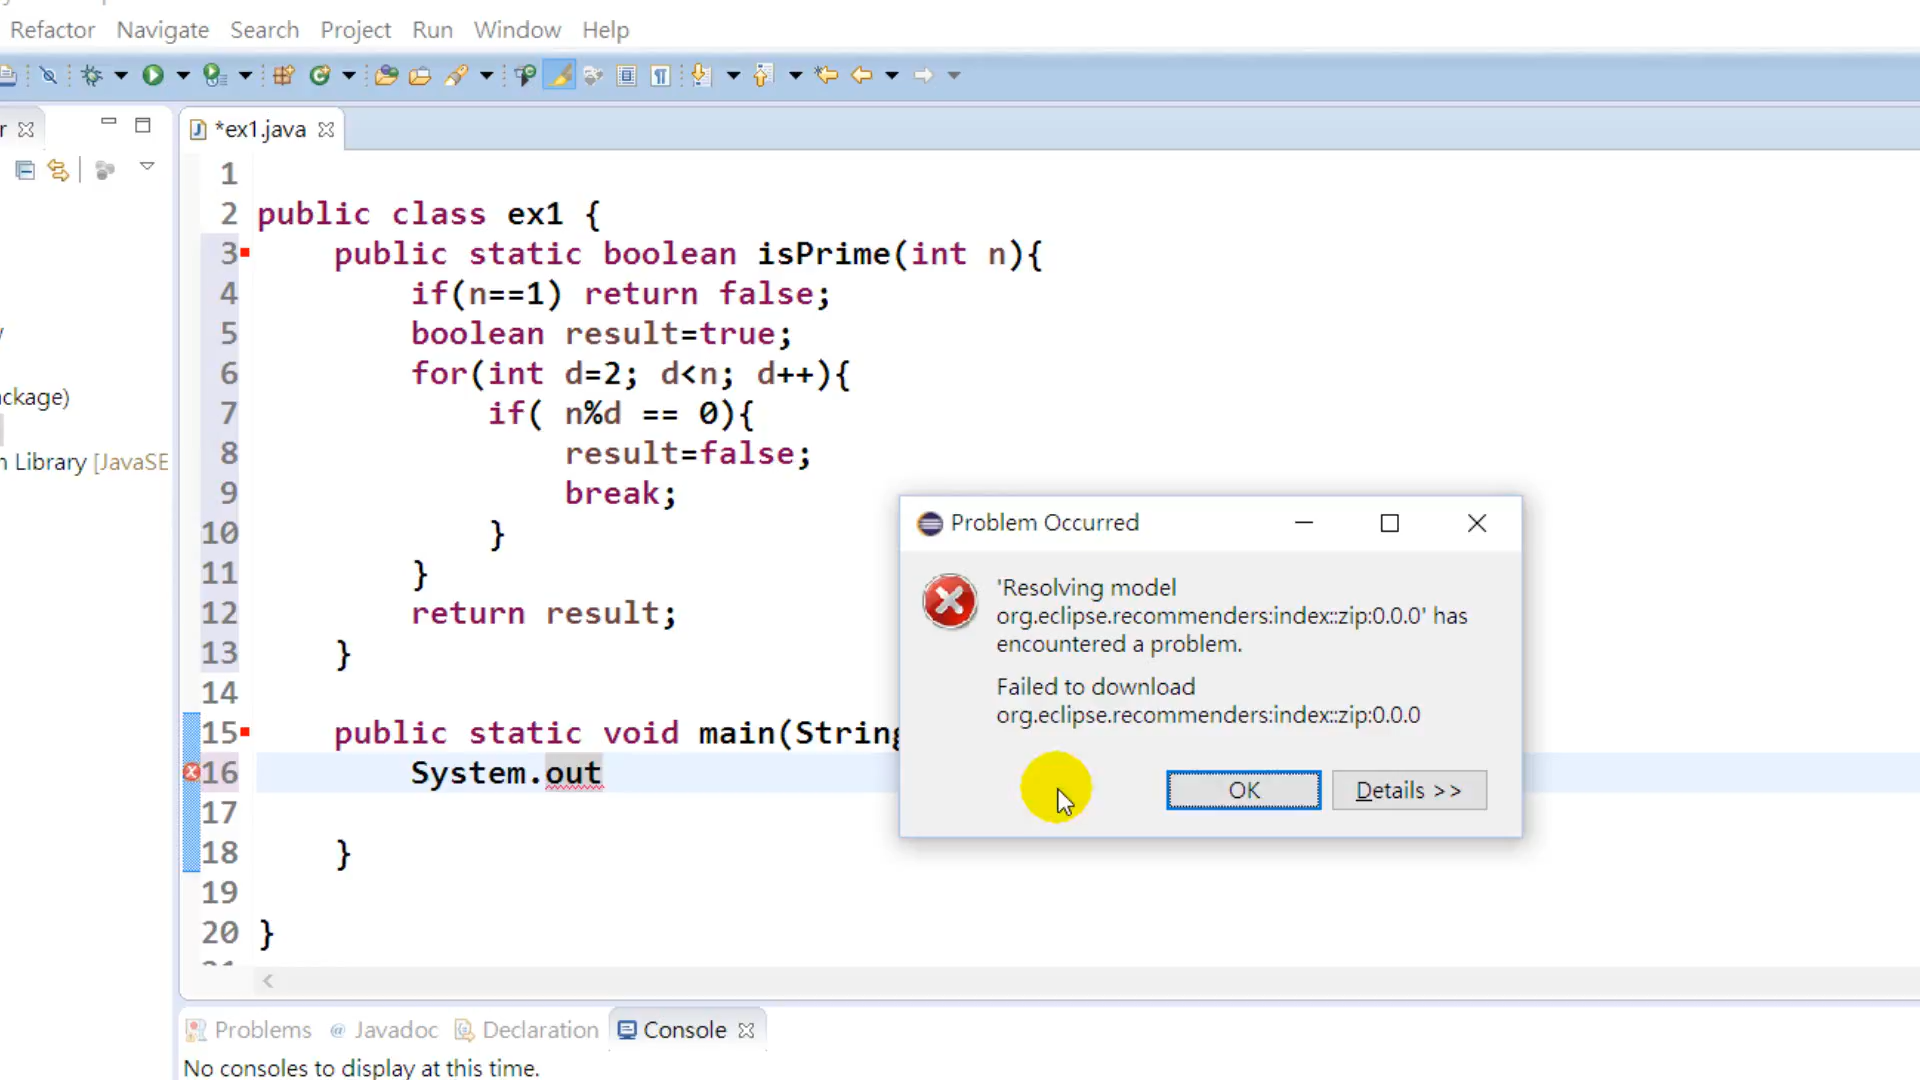 Refactor Navigate Search Project Run Window Help
*ex1.java
1
2 public class ex1 {
3 public static boolean isPrime(int n){
4 if(n==1) return false;
5 boolean result=true;
6 for(int d=2; d<n; d++){
7 if( n%d == 0){
8 result=false;
9 break;
10 }
11 }
12 return result;
13 }
14
15 public static void main(String
16 System.out
17
18 }
19
20 }
ckage)
Library [JavaSE
Problem Occurred
'Resolving model
org.eclipse.recommenders:index::zip:0.0.0' has
encountered a problem.
Failed to download
org.eclipse.recommenders:index::zip:0.0.0
OK Details >>
Problems @ Javadoc Declaration Console
No consoles to display at this time.